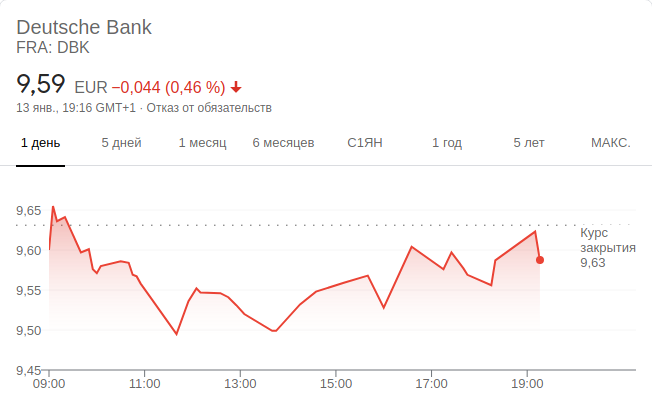 Deutsche Bank
FRA: DBK
9,59 EUR −0,044 (0,46 %)
13 янв., 19:16 GMT+1 · Отказ от обязательств
1 день 5 дней 1 месяц 6 месяцев С1ЯН 1 год 5 лет МАКС.
9,65
9,60
9,55
9,50
9,45
Курс
закрытия
9,63
09:00 11:00 13:00 15:00 17:00 19:00